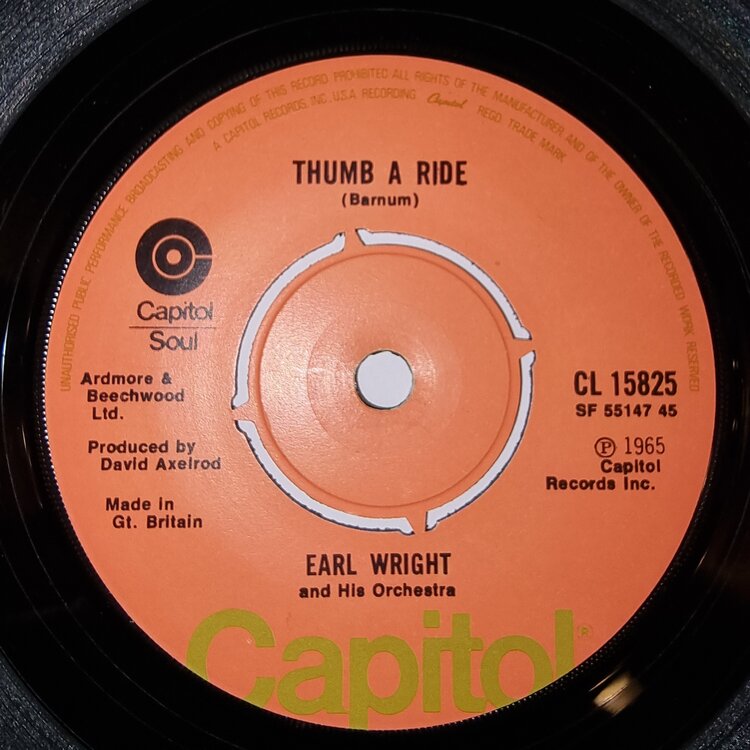 UNAUTHORISED PUBLIC PERFORMANCE BROADCASTING AND COPYING OF THIS RECORD PROHIBITED ALL RIGHTS OF THE MANUFACTURER AND OF THE OWNER OF THE RECORDED WORK RESERVED
A CAPITOL RECORDS, INC. U.S.A RECORDING. Capitol REGD. TRADE MARK
THUMB A RIDE
(Barnum)
Capitol
Soul
Ardmore &
Beechwood
Ltd.
Produced by
David Axelrod
Made in
Gt. Britain
CL 15825
SF 55147 45
Ⓟ 1965
Capitol
Records Inc.
EARL WRIGHT
and His Orchestra
Capitol®